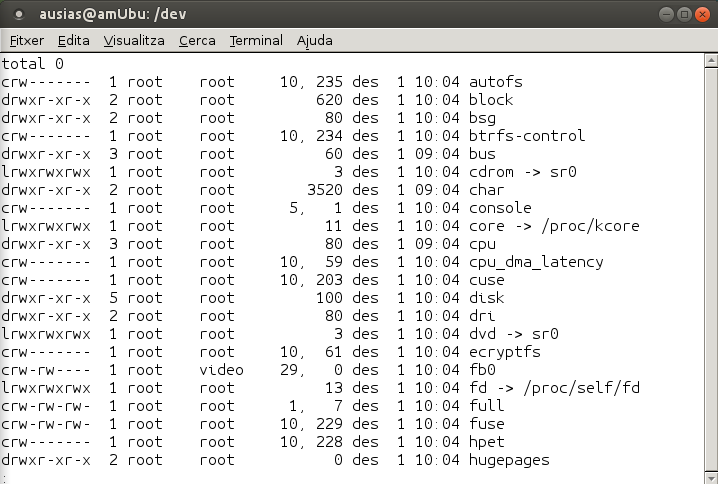 ausias@amUbu: /dev
Fitxer Edita Visualitza Cerca Terminal Ajuda
total 0
crw-------  1 root    root     10, 235 des  1 10:04 autofs
drwxr-xr-x  2 root    root         620 des  1 10:04 block
drwxr-xr-x  2 root    root          80 des  1 10:04 bsg
crw-------  1 root    root     10, 234 des  1 10:04 btrfs-control
drwxr-xr-x  3 root    root          60 des  1 09:04 bus
lrwxrwxrwx  1 root    root           3 des  1 10:04 cdrom -> sr0
drwxr-xr-x  2 root    root        3520 des  1 09:04 char
crw-------  1 root    root      5,   1 des  1 10:04 console
lrwxrwxrwx  1 root    root          11 des  1 10:04 core -> /proc/kcore
drwxr-xr-x  3 root    root          80 des  1 09:04 cpu
crw-------  1 root    root     10,  59 des  1 10:04 cpu_dma_latency
crw-------  1 root    root     10, 203 des  1 10:04 cuse
drwxr-xr-x  5 root    root         100 des  1 10:04 disk
drwxr-xr-x  2 root    root          80 des  1 10:04 dri
lrwxrwxrwx  1 root    root           3 des  1 10:04 dvd -> sr0
crw-------  1 root    root     10,  61 des  1 10:04 ecryptfs
crw-rw----  1 root    video    29,   0 des  1 10:04 fb0
lrwxrwxrwx  1 root    root          13 des  1 10:04 fd -> /proc/self/fd
crw-rw-rw-  1 root    root      1,   7 des  1 10:04 full
crw-rw-rw-  1 root    root     10, 229 des  1 10:04 fuse
crw-------  1 root    root     10, 228 des  1 10:04 hpet
drwxr-xr-x  2 root    root           0 des  1 10:04 hugepages
: